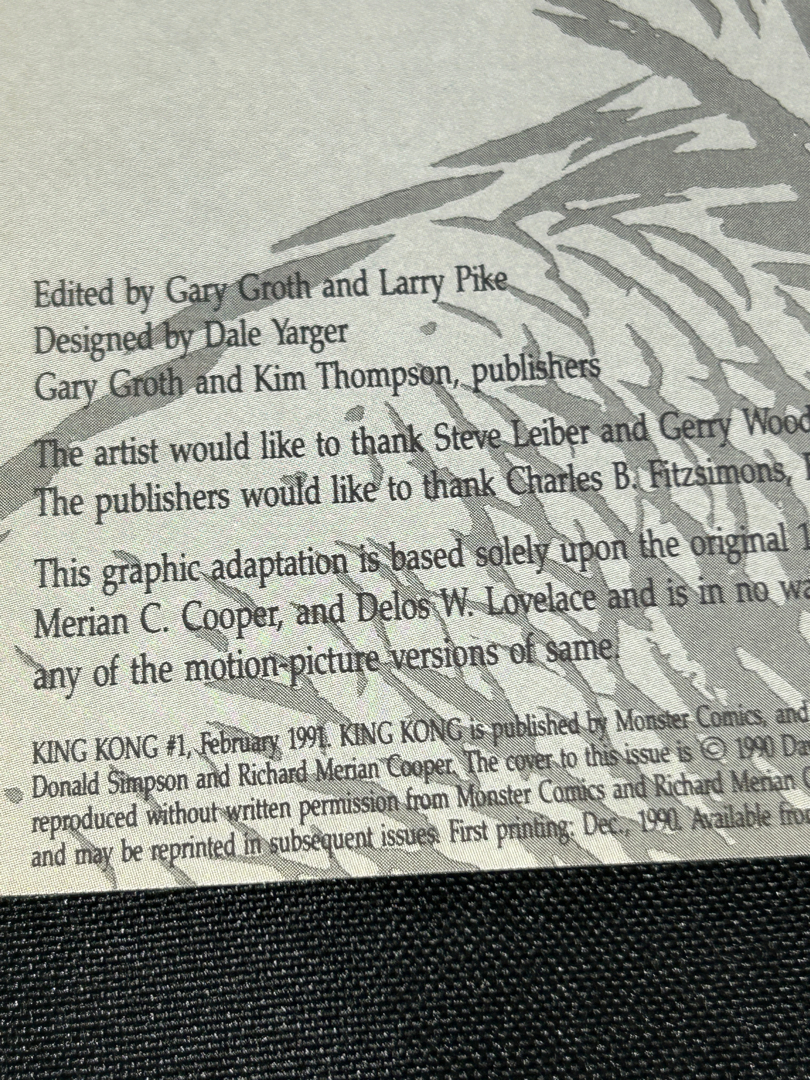 Edited by Gary Groth and Larry Pike
Designed by Dale Yarger
Gary Groth and Kim Thompson, publishers
The artist would like to thank Steve Leiber and Gerry Wood
The publishers would like to thank Charles B. Fitzsimons,
This graphic adaptation is based solely upon the original 1
Merian C. Cooper, and Delos W. Lovelace and is in no wa
any of the motion-picture versions of same.
KING KONG #1, February, 1991. KING KONG is published by Monster Comics, and
Donald Simpson and Richard Merian Cooper. The cover to this issue is © 1990 Da
reproduced without written permission from Monster Comics and Richard Merian C
and may be reprinted in subsequent issues. First printing: Dec., 1990. Available fro